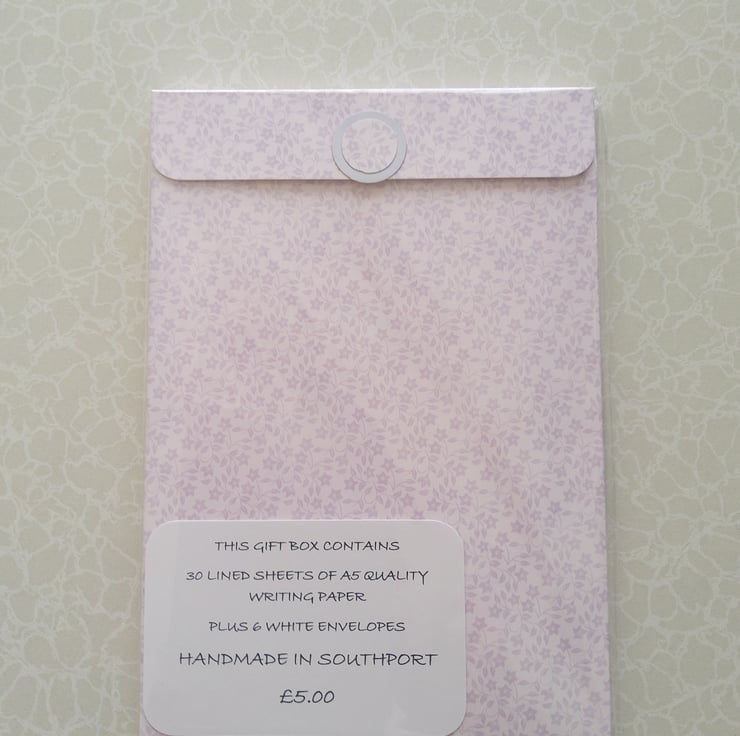 THIS GIFT BOX CONTAINS
30 LINED SHEETS OF A5 QUALITY
WRITING PAPER
PLUS 6 WHITE ENVELOPES
HANDMADE IN SOUTHPORT
£5.00